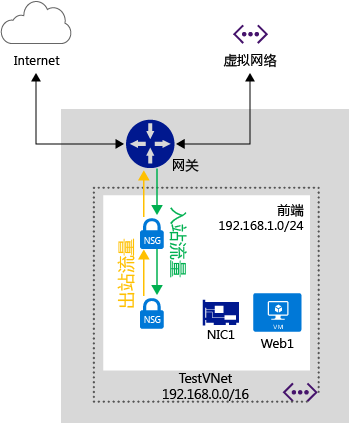 Internet
虚拟网络
网关
前端
192.168.1.0/24
入站流量
出站流量
NSG
NSG
NIC1
VM
Web1
TestVNet
192.168.0.0/16